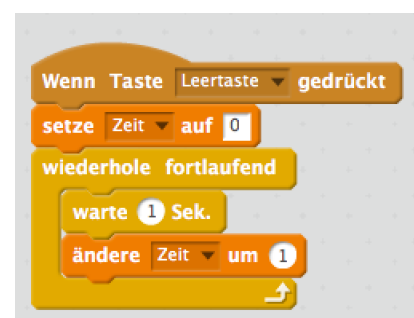 Wenn Taste Leertaste gedrückt
setze Zeit auf 0
wiederhole fortlaufend
warte 1 Sek.
ändere Zeit um 1